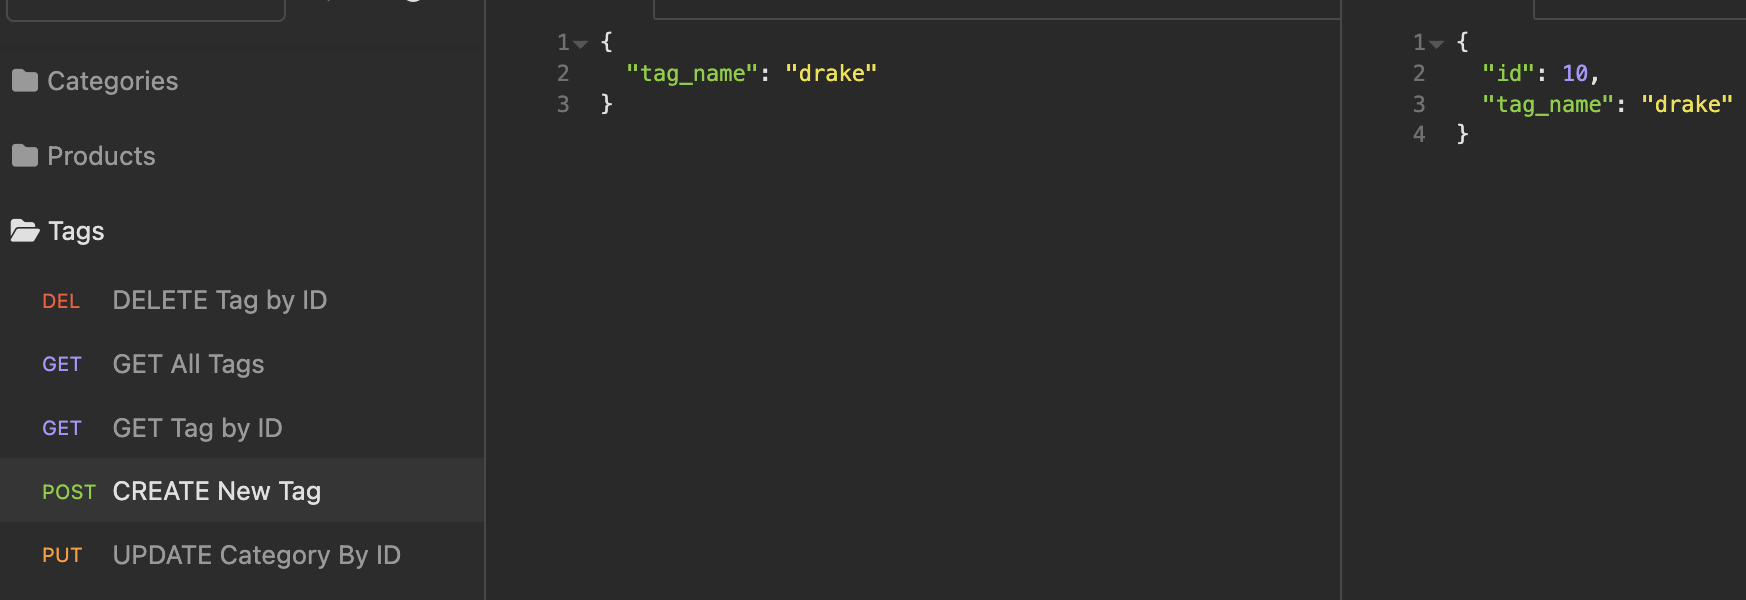 Categories
Products
Tags
DEL DELETE Tag by ID
GET GET All Tags
GET GET Tag by ID
POST CREATE New Tag
PUT UPDATE Category By ID
1 {
2 "tag_name": "drake"
3 }
1 {
2 "id": 10,
3 "tag_name": "drake"
4 }